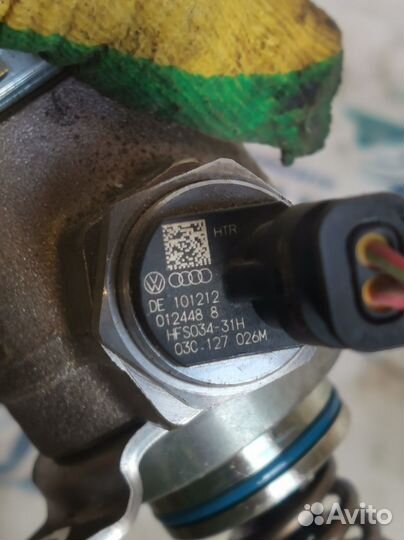 HTR
DE 101212
012448 8
HFS034-31H
03C 127 026M
Avito